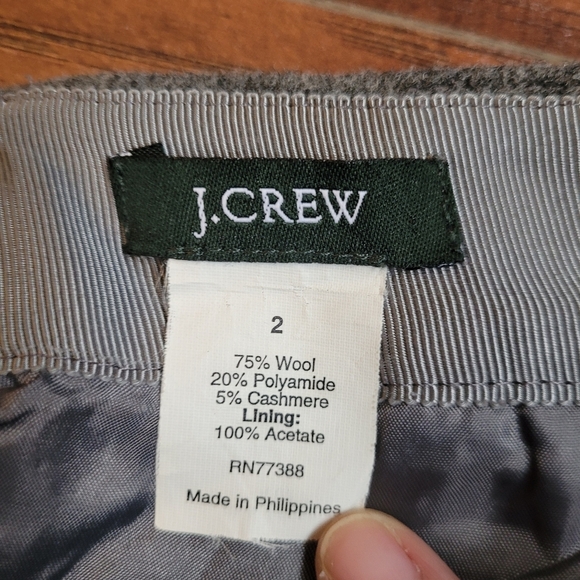 J.CREW
2
75% Wool
20% Polyamide
5% Cashmere
Lining:
100% Acetate
RN77388
Made in Philippines